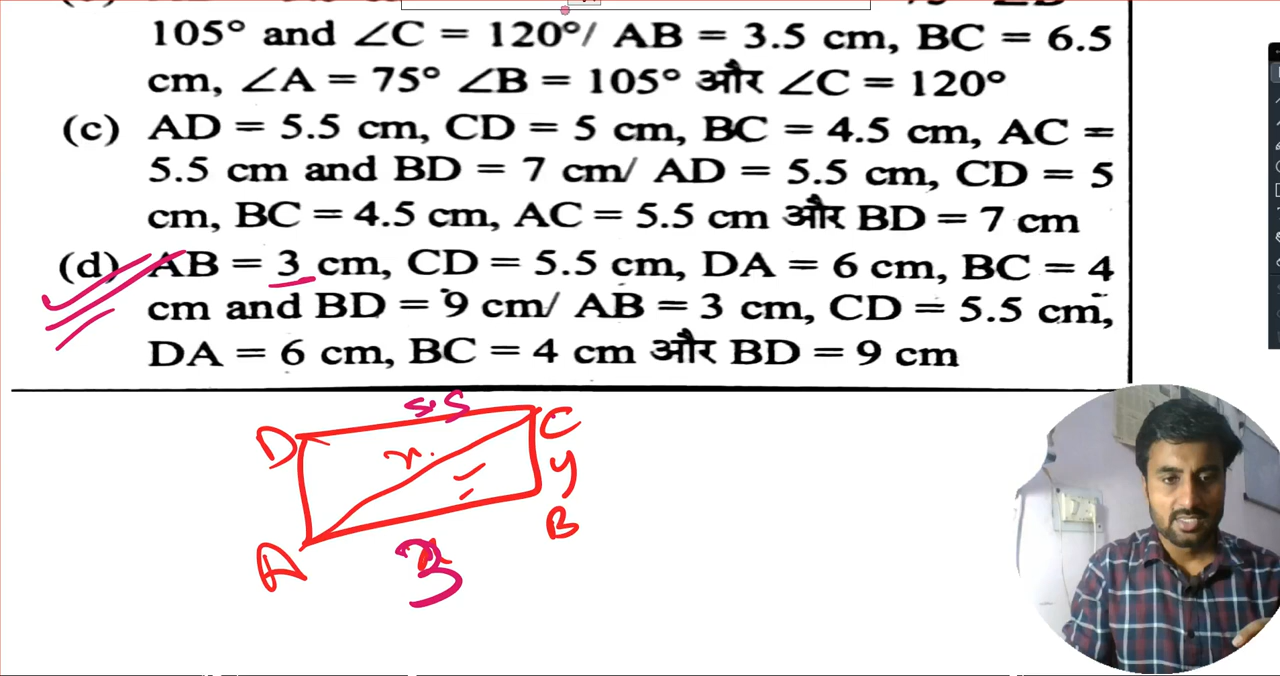 105° and ∠C = 120°/ AB = 3.5 cm, BC = 6.5
cm, ∠A = 75° ∠B = 105° और ∠C = 120°
(c) AD = 5.5 cm, CD = 5 cm, BC = 4.5 cm, AC =
5.5 cm and BD = 7 cm/ AD = 5.5 cm, CD = 5
cm, BC = 4.5 cm, AC = 5.5 cm और BD = 7 cm
(d) AB = 3 cm, CD = 5.5 cm, DA = 6 cm, BC = 4
cm and BD = 9 cm/ AB = 3 cm, CD = 5.5 cm,
DA = 6 cm, BC = 4 cm और BD = 9 cm
5.5
D
C
B
A
3